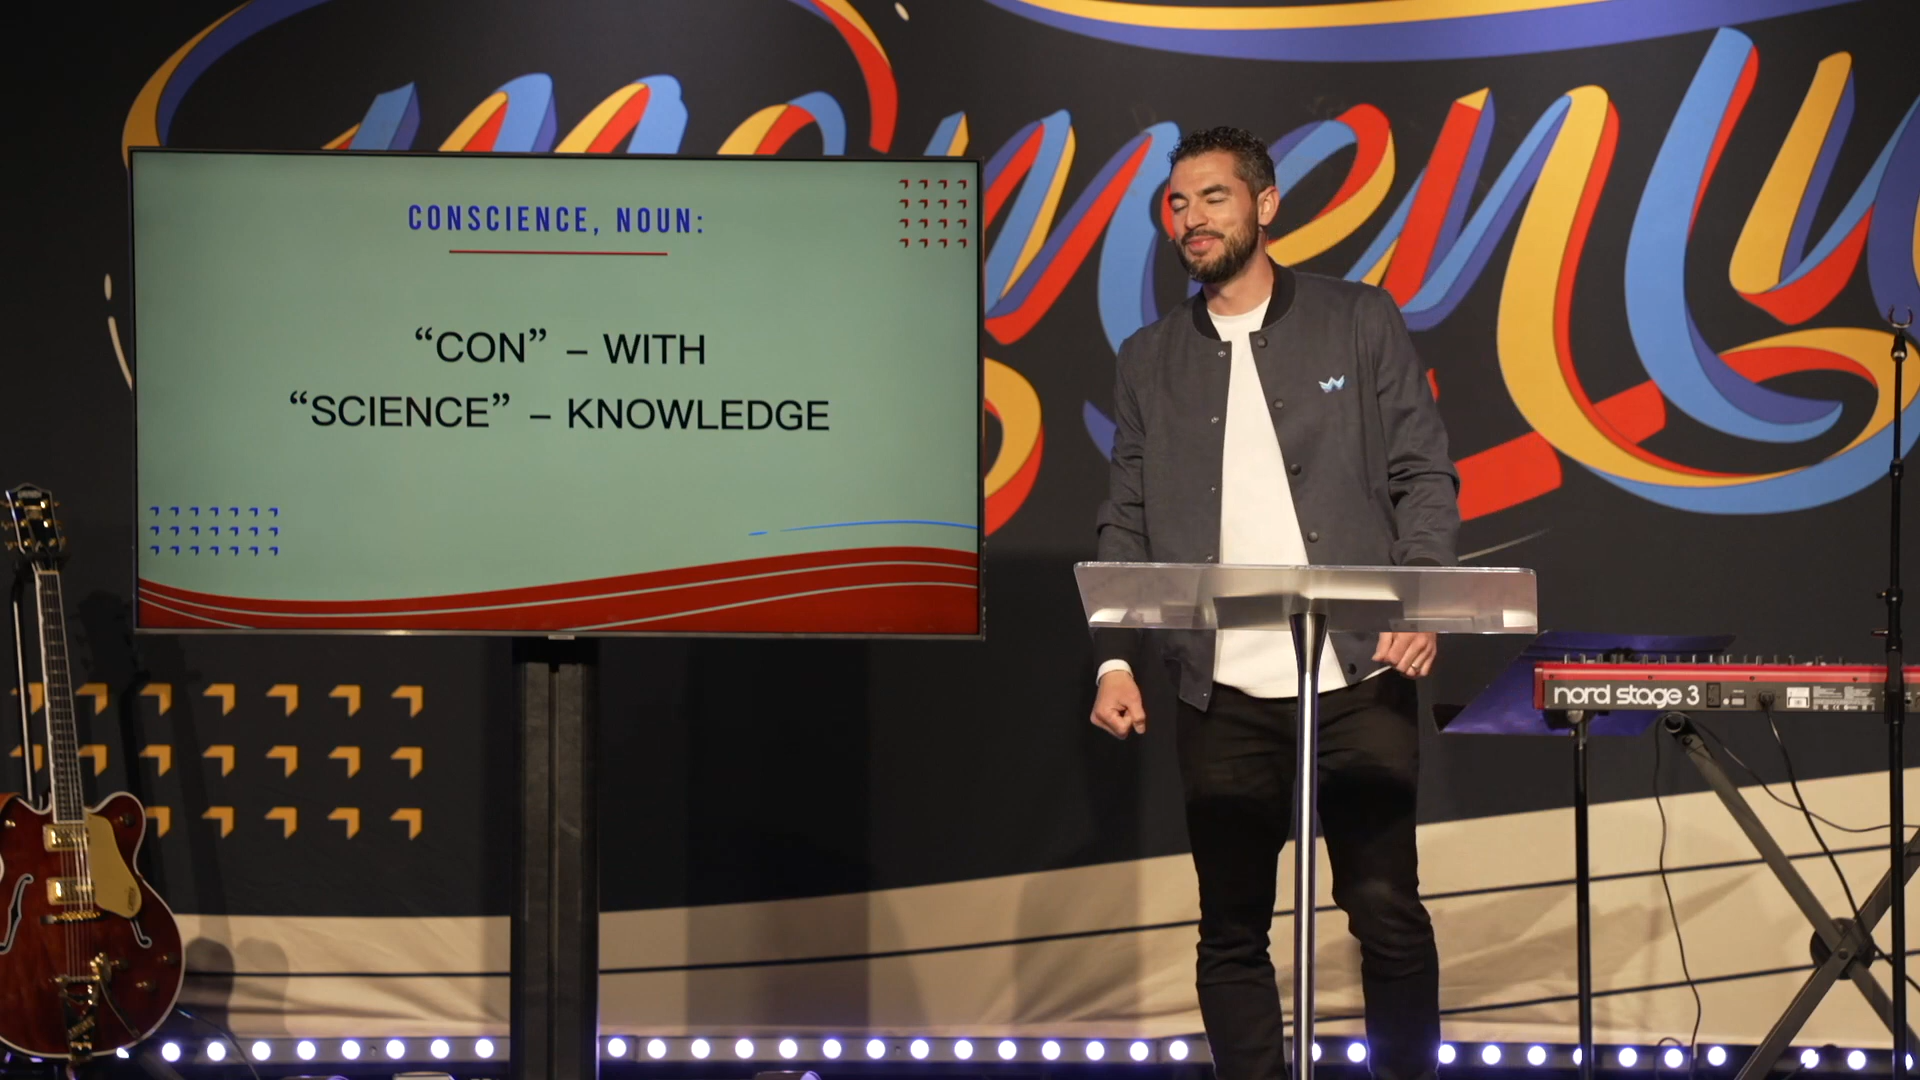 CONSCIENCE, NOUN:
“CON” – WITH
“SCIENCE” – KNOWLEDGE
nord stage 3